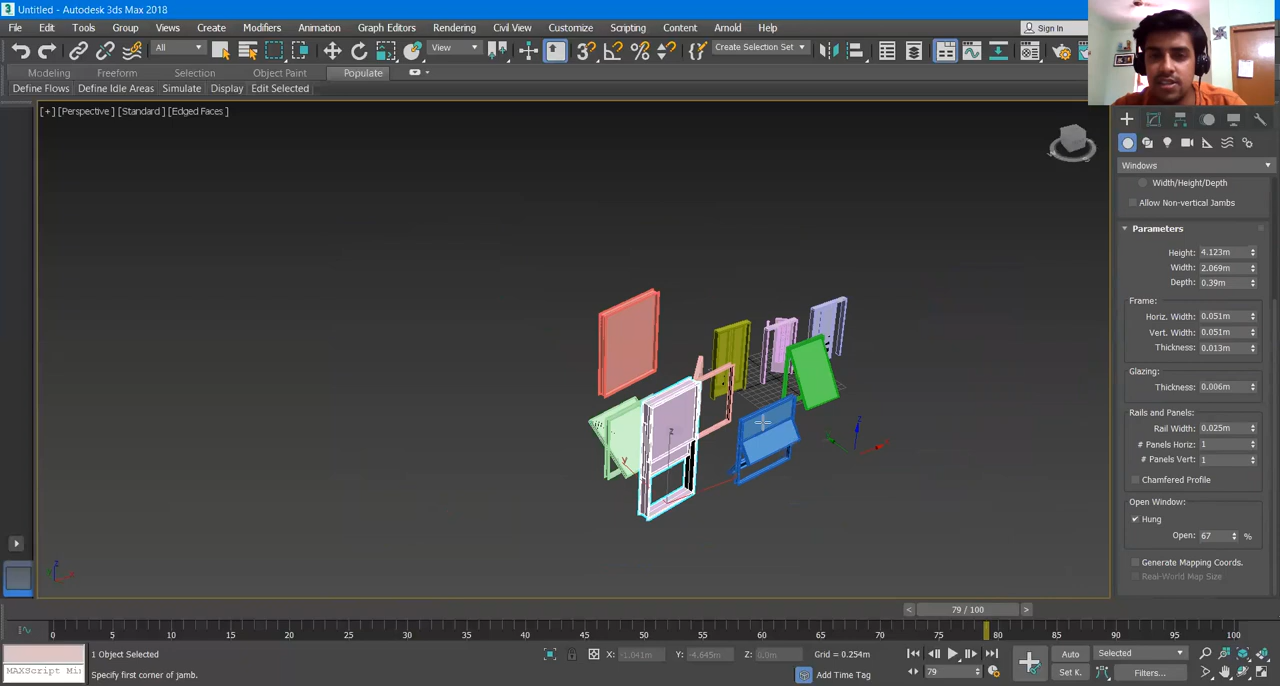 Untitled - Autodesk 3ds Max 2018
File Edit Tools Group Views Create Modifiers Animation Graph Editors Rendering Civil View Customize Scripting Content Arnold Help Sign In
All View Create Selection Set
Modeling Freeform Selection Object Paint Populate
Define Flows Define Idle Areas Simulate Display Edit Selected
[+] [Perspective ] [Standard ] [Edged Faces ]
Windows
Width/Height/Depth
Allow Non-vertical Jambs
Parameters
Height: 4.123m
Width: 2.069m
Depth: 0.39m
Frame:
Horiz. Width: 0.051m
Vert. Width: 0.051m
Thickness: 0.013m
Glazing:
Thickness: 0.006m
Rails and Panels:
Rail Width: 0.025m
# Panels Horiz: 1
# Panels Vert: 1
Chamfered Profile
Open Window:
Hung
Open: 67 %
Generate Mapping Coords.
Real-World Map Size
z
y
z
z
79 / 100
0 5 10 15 20 25 30 35 40 45 50 55 60 65 70 75 80 85 90 95 100
1 Object Selected X: -1.041m Y: -4.645m Z: 0.0m Grid = 0.254m Auto Selected
MAXScript Mi Specify first corner of jamb. Add Time Tag 79 Set K. Filters...